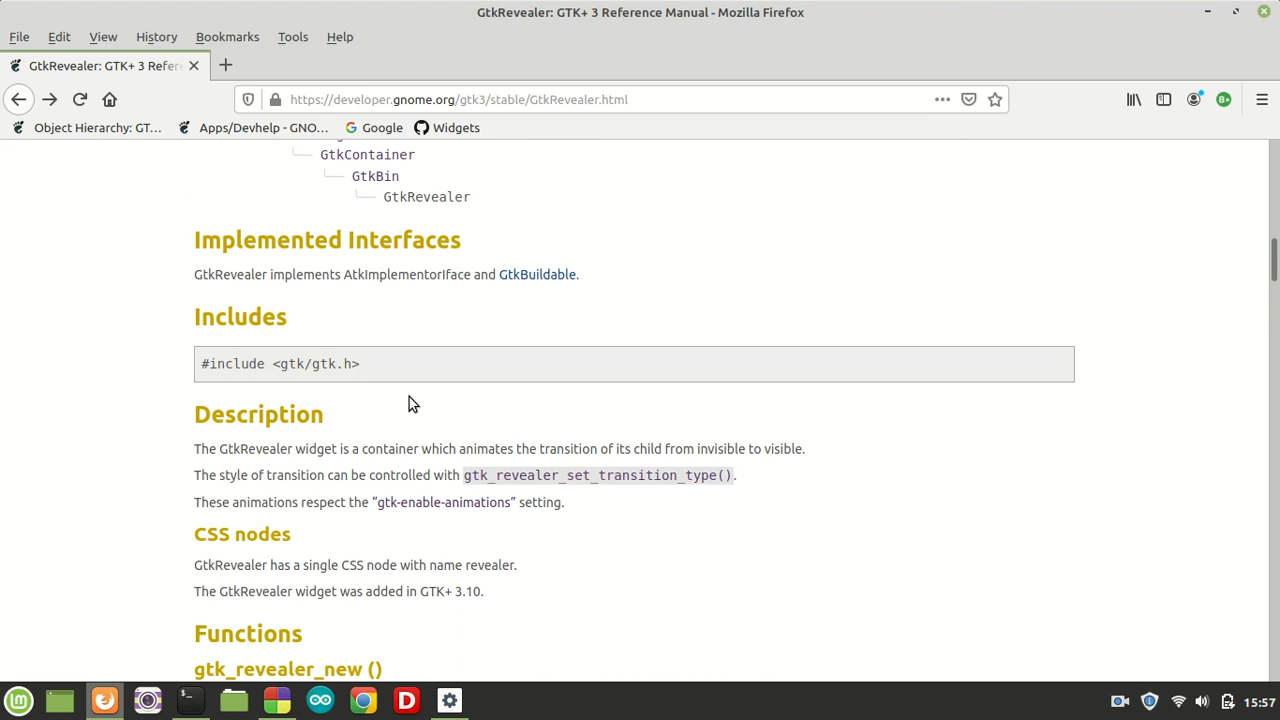 GtkRevealer: GTK+ 3 Reference Manual - Mozilla Firefox
File Edit View History Bookmarks Tools Help
GtkRevealer: GTK+ 3 Refere
https://developer.gnome.org/gtk3/stable/GtkRevealer.html
Object Hierarchy: GT... Apps/Devhelp - GNO... Google Widgets
GtkContainer
GtkBin
GtkRevealer
Implemented Interfaces
GtkRevealer implements AtkImplementorIface and GtkBuildable.
Includes
#include <gtk/gtk.h>
Description
The GtkRevealer widget is a container which animates the transition of its child from invisible to visible.
The style of transition can be controlled with gtk_revealer_set_transition_type().
These animations respect the “gtk-enable-animations” setting.
CSS nodes
GtkRevealer has a single CSS node with name revealer.
The GtkRevealer widget was added in GTK+ 3.10.
Functions
gtk_revealer_new ()
15:57